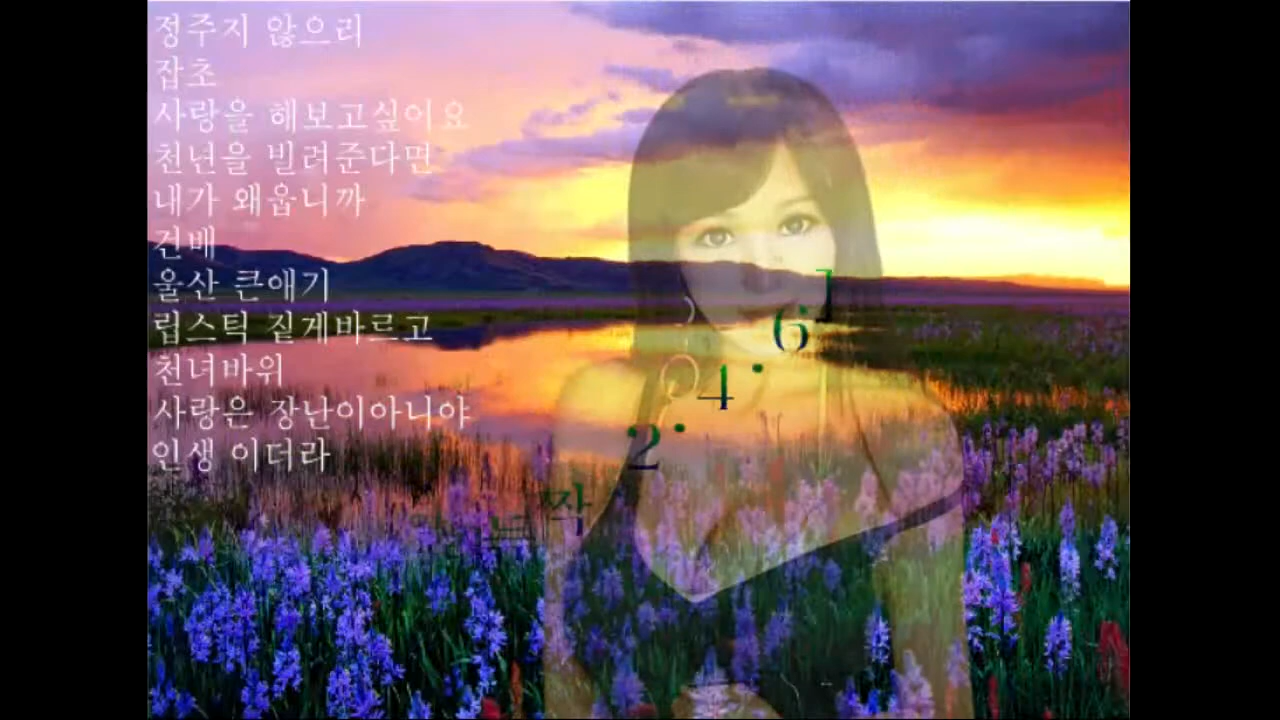 정주지 않으리
잡초
사랑을 해보고싶어요
천년을 빌려준다면
내가 왜웁니까
건배
울산 큰애기
립스틱 짙게바르고
천녀바위
사랑은 장난이아니야
인생 이더라
짝
2·
4·
6
]